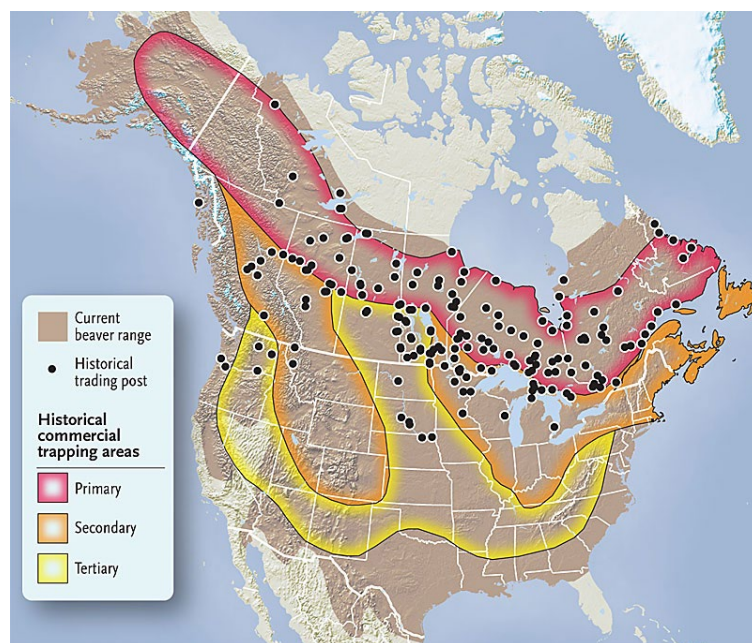 Current
beaver range
Historical
trading post
Historical
commercial
trapping areas
Primary
Secondary
Tertiary